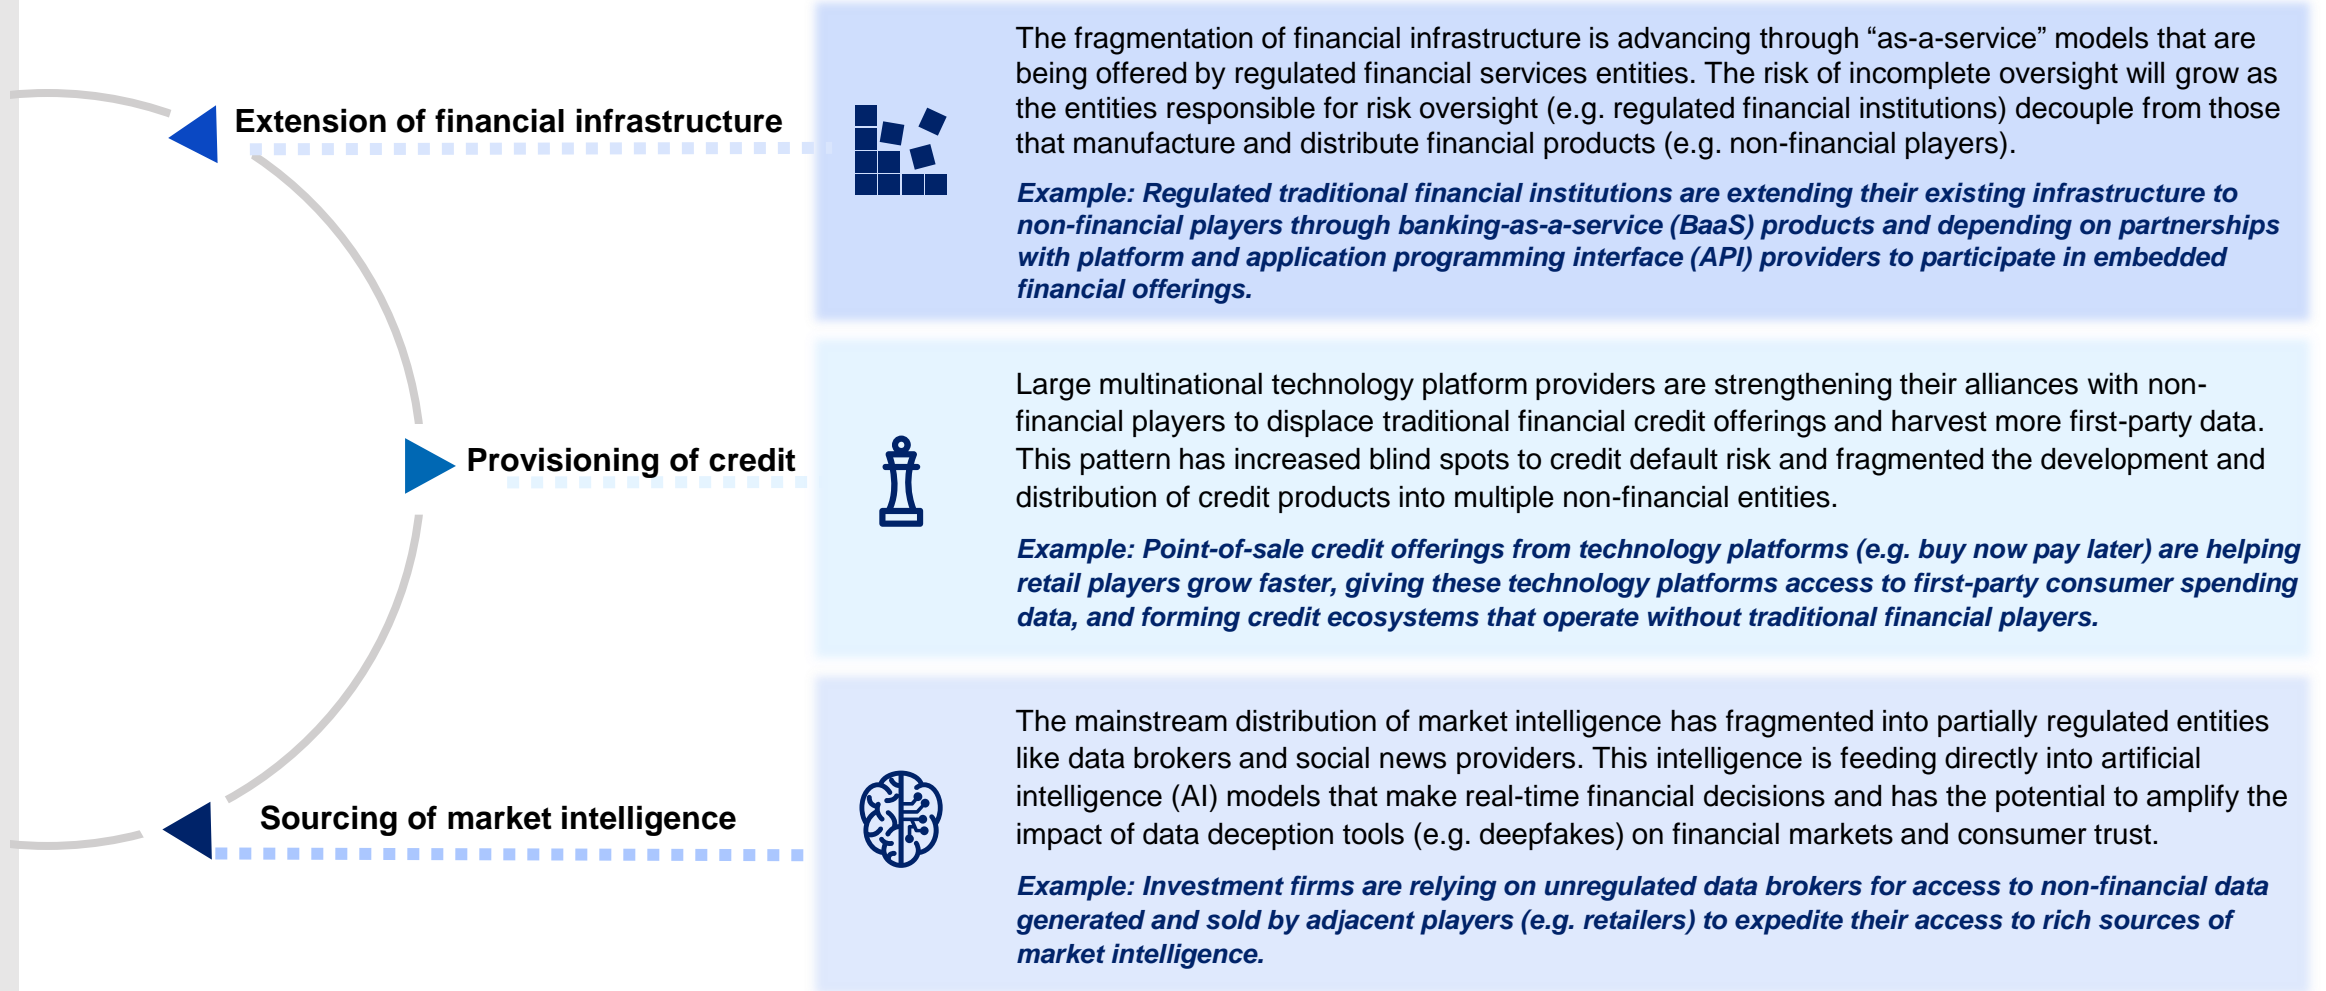 Extension of financial infrastructure
The fragmentation of financial infrastructure is advancing through “as-a-service” models that are
being offered by regulated financial services entities. The risk of incomplete oversight will grow as
the entities responsible for risk oversight (e.g. regulated financial institutions) decouple from those
that manufacture and distribute financial products (e.g. non-financial players).
Example: Regulated traditional financial institutions are extending their existing infrastructure to
non-financial players through banking-as-a-service (BaaS) products and depending on partnerships
with platform and application programming interface (API) providers to participate in embedded
financial offerings.
Provisioning of credit
Large multinational technology platform providers are strengthening their alliances with non-
financial players to displace traditional financial credit offerings and harvest more first-party data.
This pattern has increased blind spots to credit default risk and fragmented the development and
distribution of credit products into multiple non-financial entities.
Example: Point-of-sale credit offerings from technology platforms (e.g. buy now pay later) are helping
retail players grow faster, giving these technology platforms access to first-party consumer spending
data, and forming credit ecosystems that operate without traditional financial players.
Sourcing of market intelligence
The mainstream distribution of market intelligence has fragmented into partially regulated entities
like data brokers and social news providers. This intelligence is feeding directly into artificial
intelligence (AI) models that make real-time financial decisions and has the potential to amplify the
impact of data deception tools (e.g. deepfakes) on financial markets and consumer trust.
Example: Investment firms are relying on unregulated data brokers for access to non-financial data
generated and sold by adjacent players (e.g. retailers) to expedite their access to rich sources of
market intelligence.